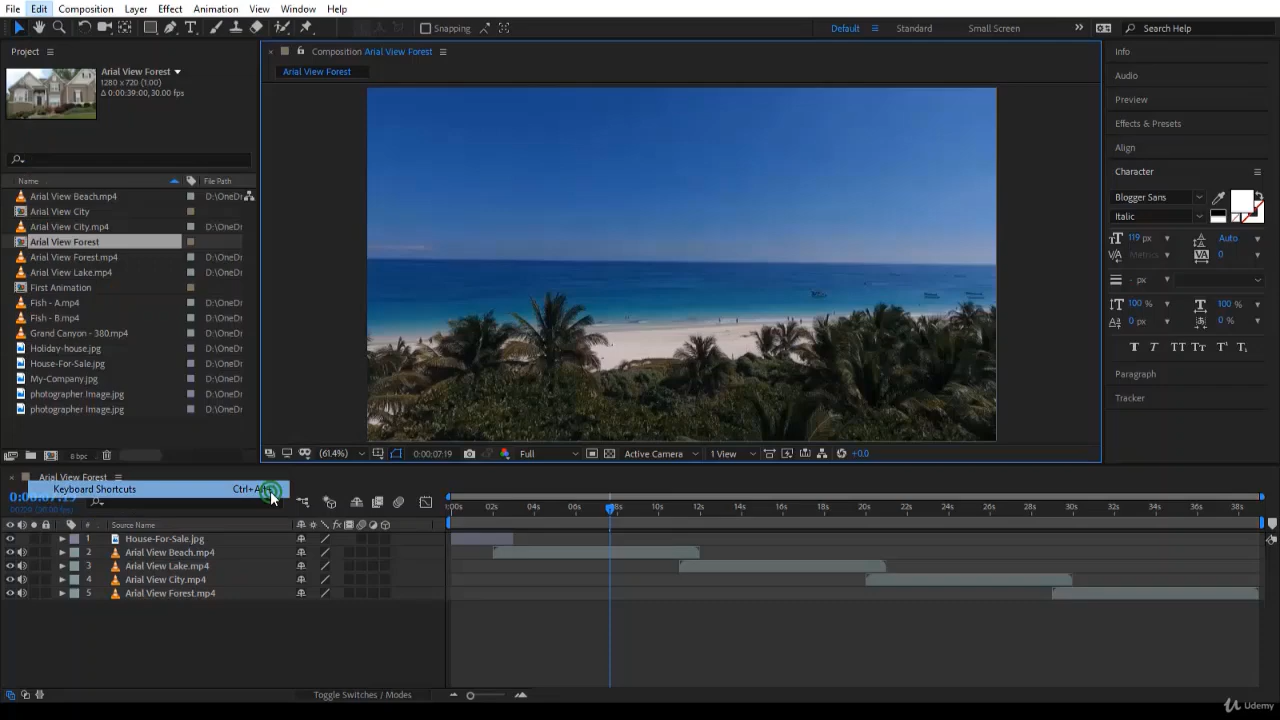 File Edit Composition Layer Effect Animation View Window Help
Snapping Default Standard Small Screen Search Help
Project
Arial View Forest
1280 x 720 (1.00)
Δ 0:00:39:00, 30.00 fps
Name File Path
Arial View Beach.mp4 D:\OneDr
Arial View City
Arial View City.mp4 D:\OneDr
Arial View Forest
Arial View Forest.mp4 D:\OneDr
Arial View Lake.mp4 D:\OneDr
First Animation
Fish - A.mp4 D:\OneDr
Fish - B.mp4 D:\OneDr
Grand Canyon - 380.mp4 D:\OneDr
Holiday-house.jpg D:\OneDr
House-For-Sale.jpg D:\OneDr
My-Company.jpg D:\OneDr
photographer Image.jpg D:\OneDr
photographer Image.jpg D:\OneDr
8 bpc
Composition Arial View Forest
Arial View Forest
(61.4%) 0:00:07:19 Full Active Camera 1 View +0.0
Info
Audio
Preview
Effects & Presets
Align
Character
Blogger Sans
Italic
119 px Auto
Metrics 0
- px
100 % 100 %
0 px 0 %
T T TT Tт T¹ T₁
Paragraph
Tracker
Arial View Forest
Keyboard Shortcuts
0:00:07:19
# Source Name
1 House-For-Sale.jpg
2 Arial View Beach.mp4
3 Arial View Lake.mp4
4 Arial View City.mp4
5 Arial View Forest.mp4
02s 04s 06s 08s 10s 12s 14s 16s 18s 20s 22s 24s 26s 28s 30s 32s 34s 36s 38s
Toggle Switches / Modes
Udemy